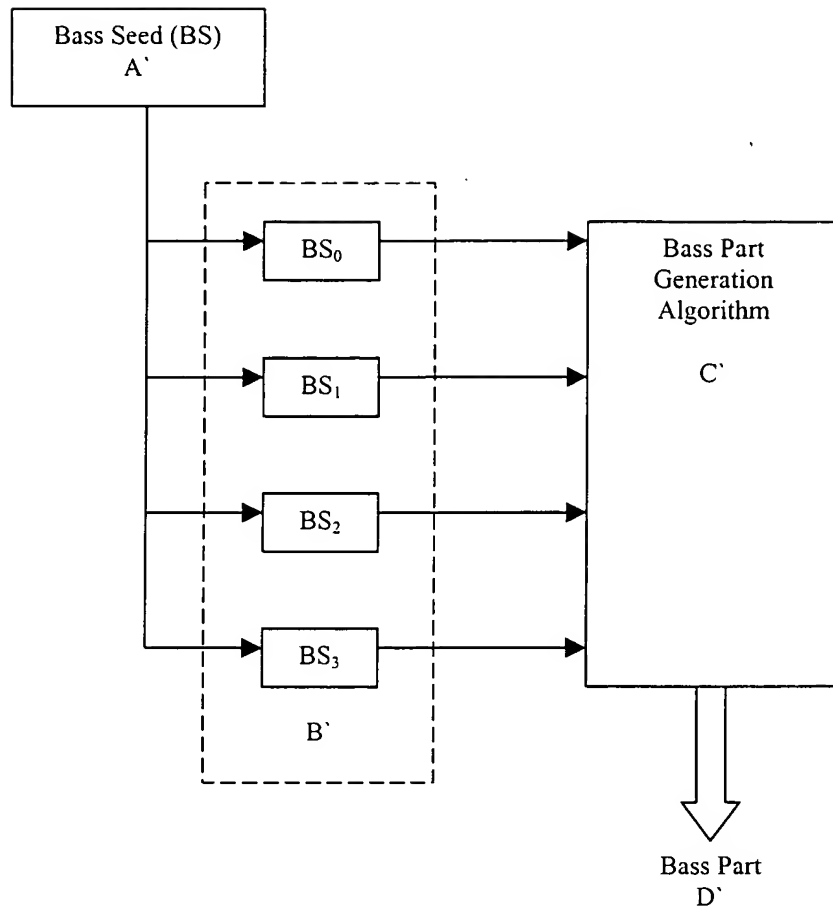 Bass Seed (BS)
A`
BS₀
BS₁
BS₂
BS₃
B`
Bass Part
Generation
Algorithm
C`
Bass Part
D`